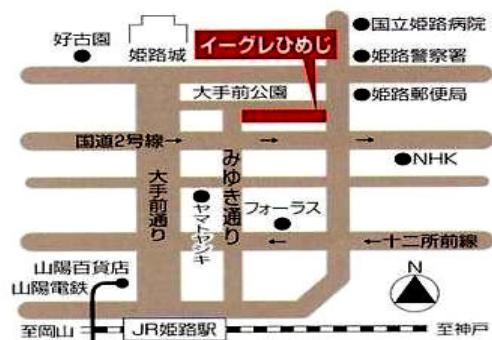 国立姫路病院
好古園
姫路城
イーグレひめじ
姫路警察署
大手前公園
姫路郵便局
国道2号線→
→
→
NHK
大手前通り
みゆき通り
ヤマトヤシキ
フォーラス
←
←十二所前線
山陽百貨店
山陽電鉄
N
至岡山
JR姫路駅
至神戸